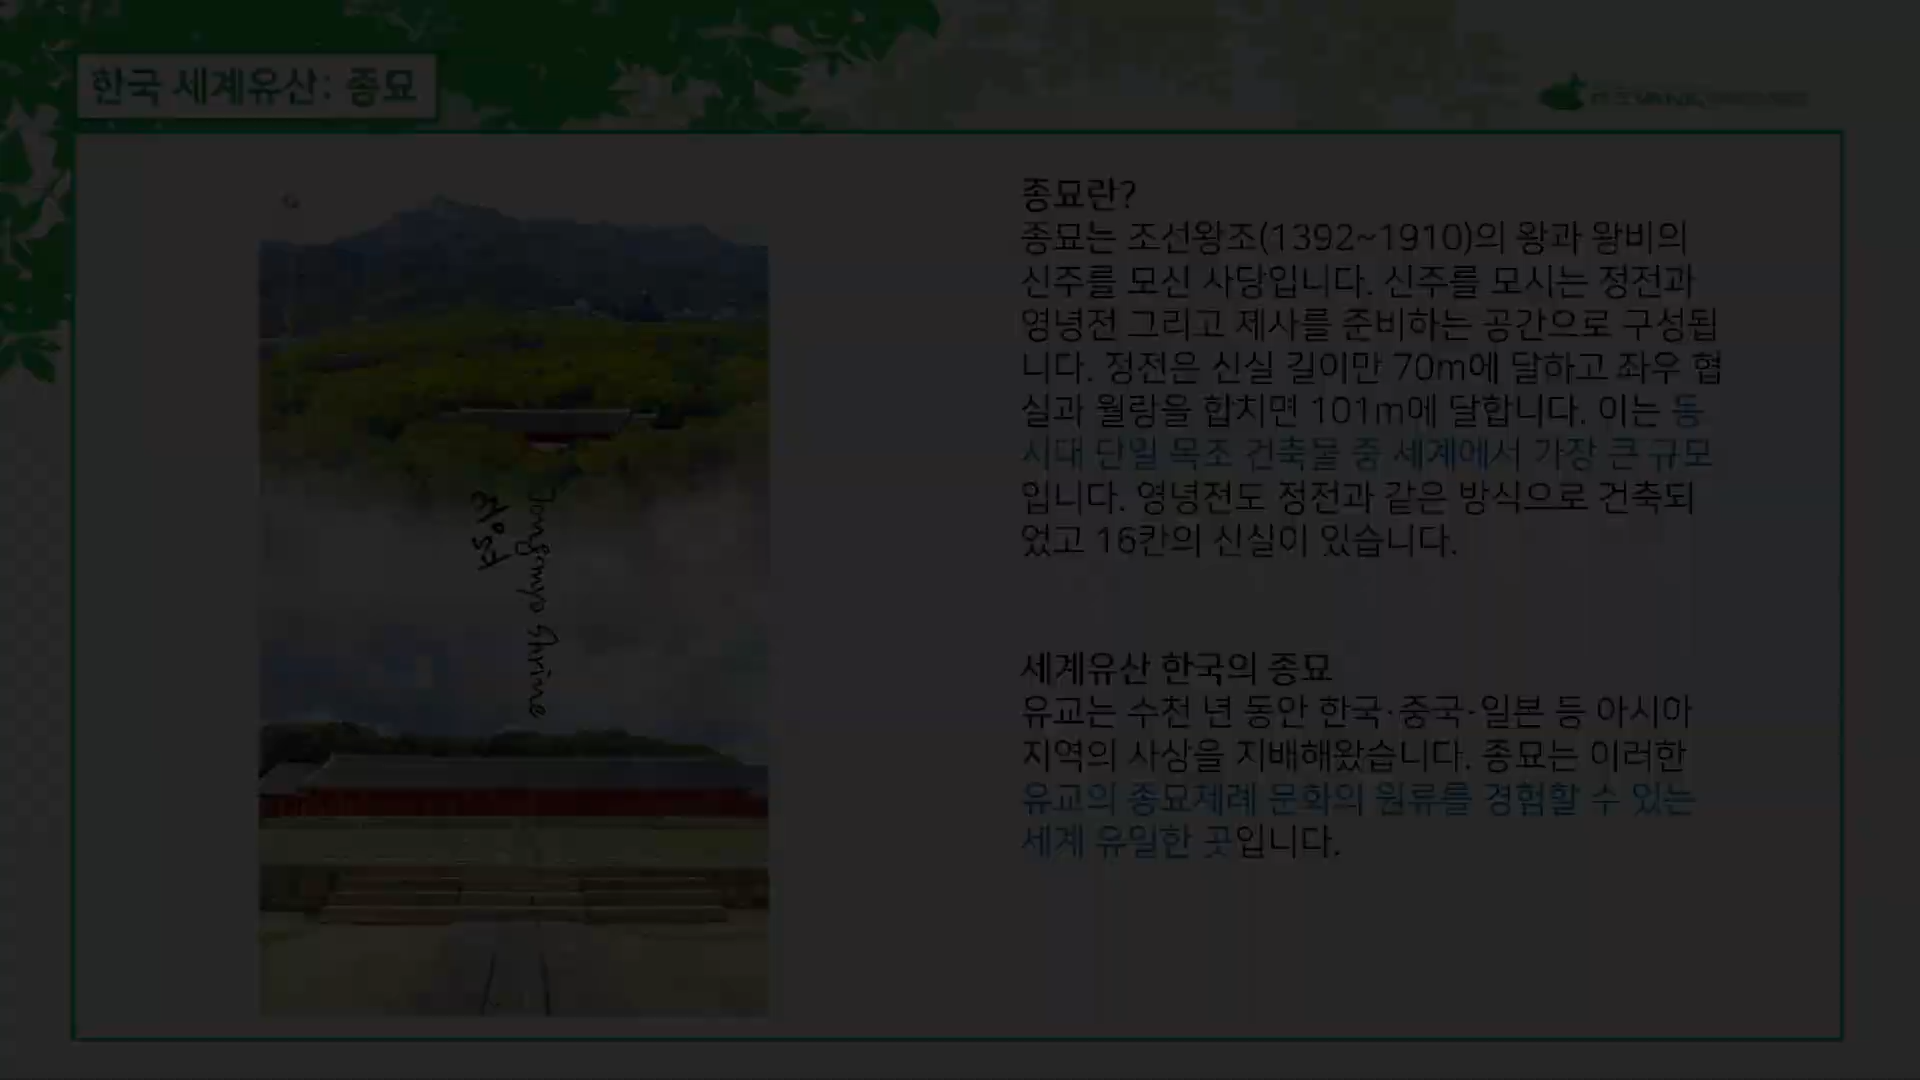 한국 세계유산: 종묘
종묘란?
종묘는 조선왕조(1392~1910)의 왕과 왕비의
신주를 모신 사당입니다. 신주를 모시는 정전과
영녕전 그리고 제사를 준비하는 공간으로 구성됩
니다. 정전은 신실 길이만 70m에 달하고 좌우 협
실과 월랑을 합치면 101m에 달합니다. 이는 동
시대 단일 목조 건축물 중 세계에서 가장 큰 규모
입니다. 영녕전도 정전과 같은 방식으로 건축되
었고 16칸의 신실이 있습니다.
세계유산 한국의 종묘
유교는 수천 년 동안 한국·중국·일본 등 아시아
지역의 사상을 지배해왔습니다. 종묘는 이러한
유교의 종묘제례 문화의 원류를 경험할 수 있는
세계 유일한 곳입니다.
Jongmyo Shrine